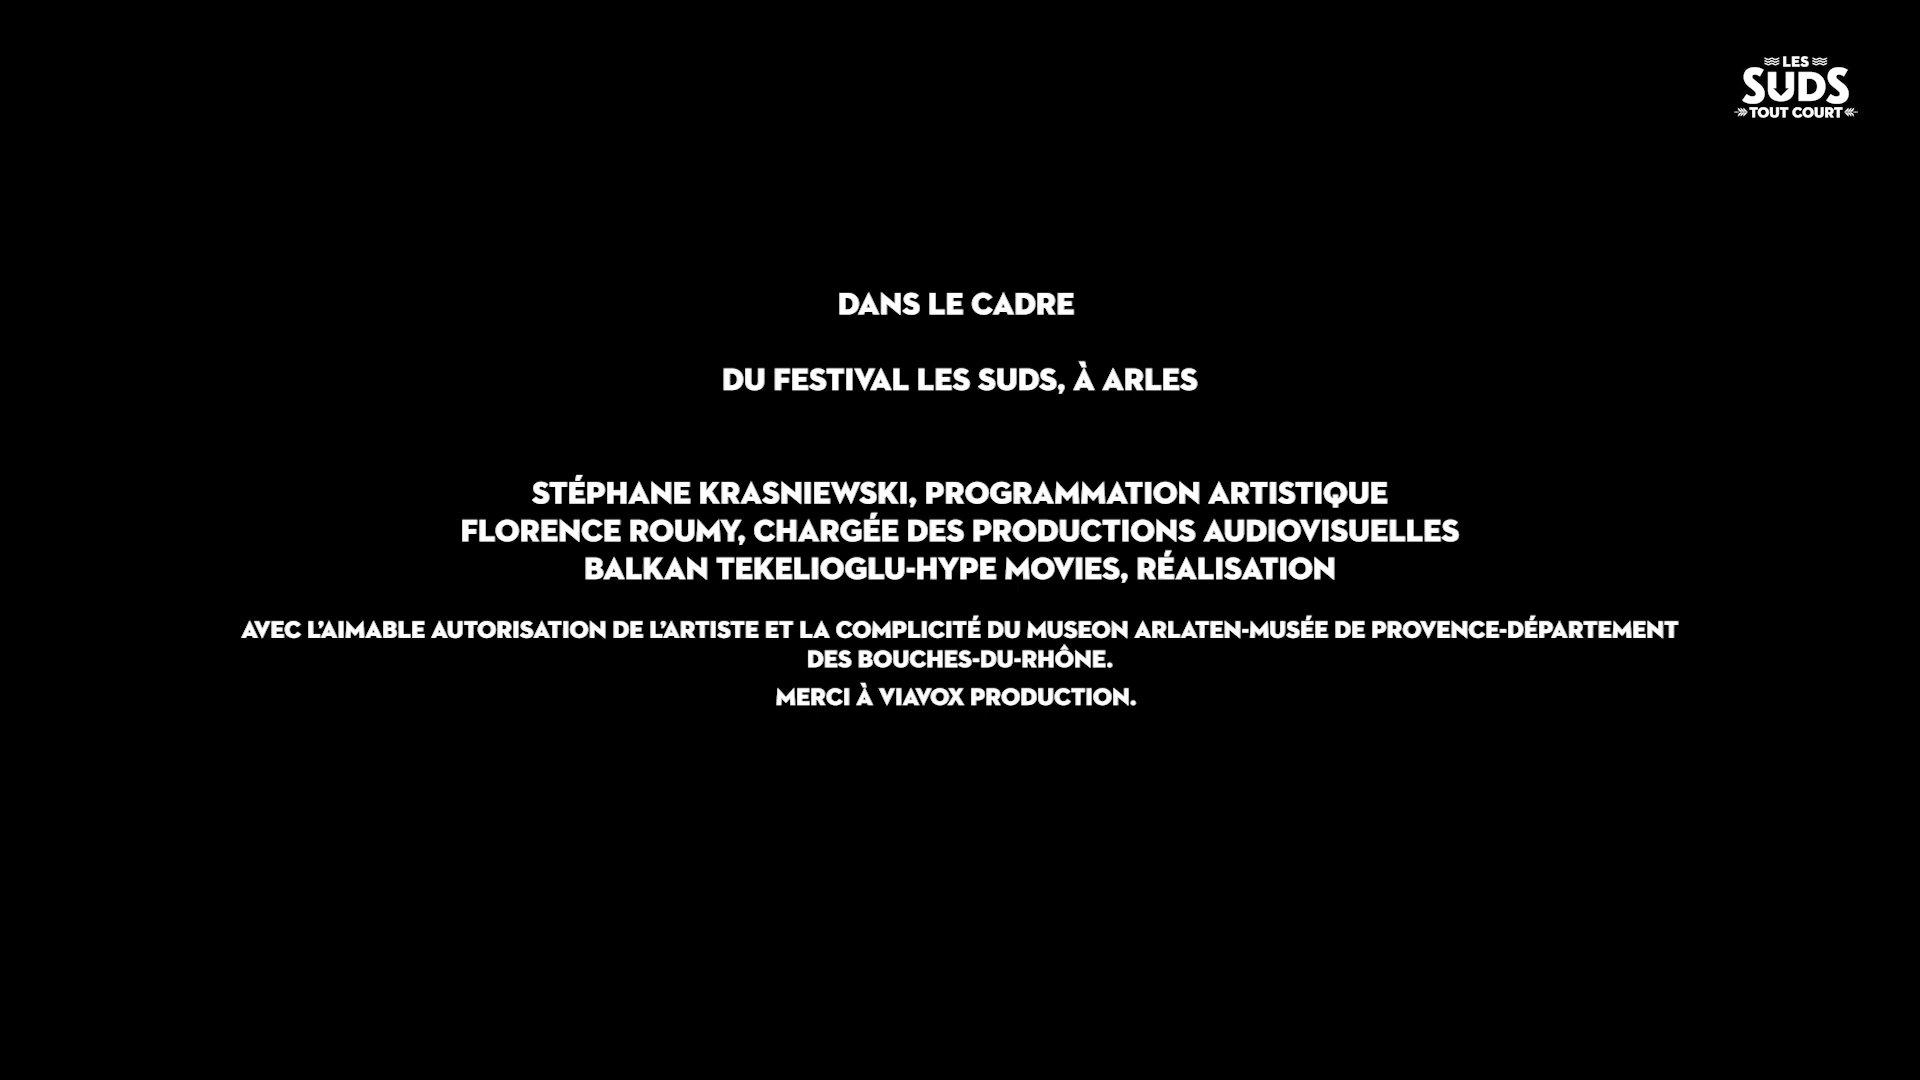 LES
SUDS
TOUT COURT
DANS LE CADRE
DU FESTIVAL LES SUDS, À ARLES
STÉPHANE KRASNIEWSKI, PROGRAMMATION ARTISTIQUE
FLORENCE ROUMY, CHARGÉE DES PRODUCTIONS AUDIOVISUELLES
BALKAN TEKELIOGLU-HYPE MOVIES, RÉALISATION
AVEC L’AIMABLE AUTORISATION DE L’ARTISTE ET LA COMPLICITÉ DU MUSEON ARLATEN-MUSÉE DE PROVENCE-DÉPARTEMENT
DES BOUCHES-DU-RHÔNE.
MERCI À VIAVOX PRODUCTION.